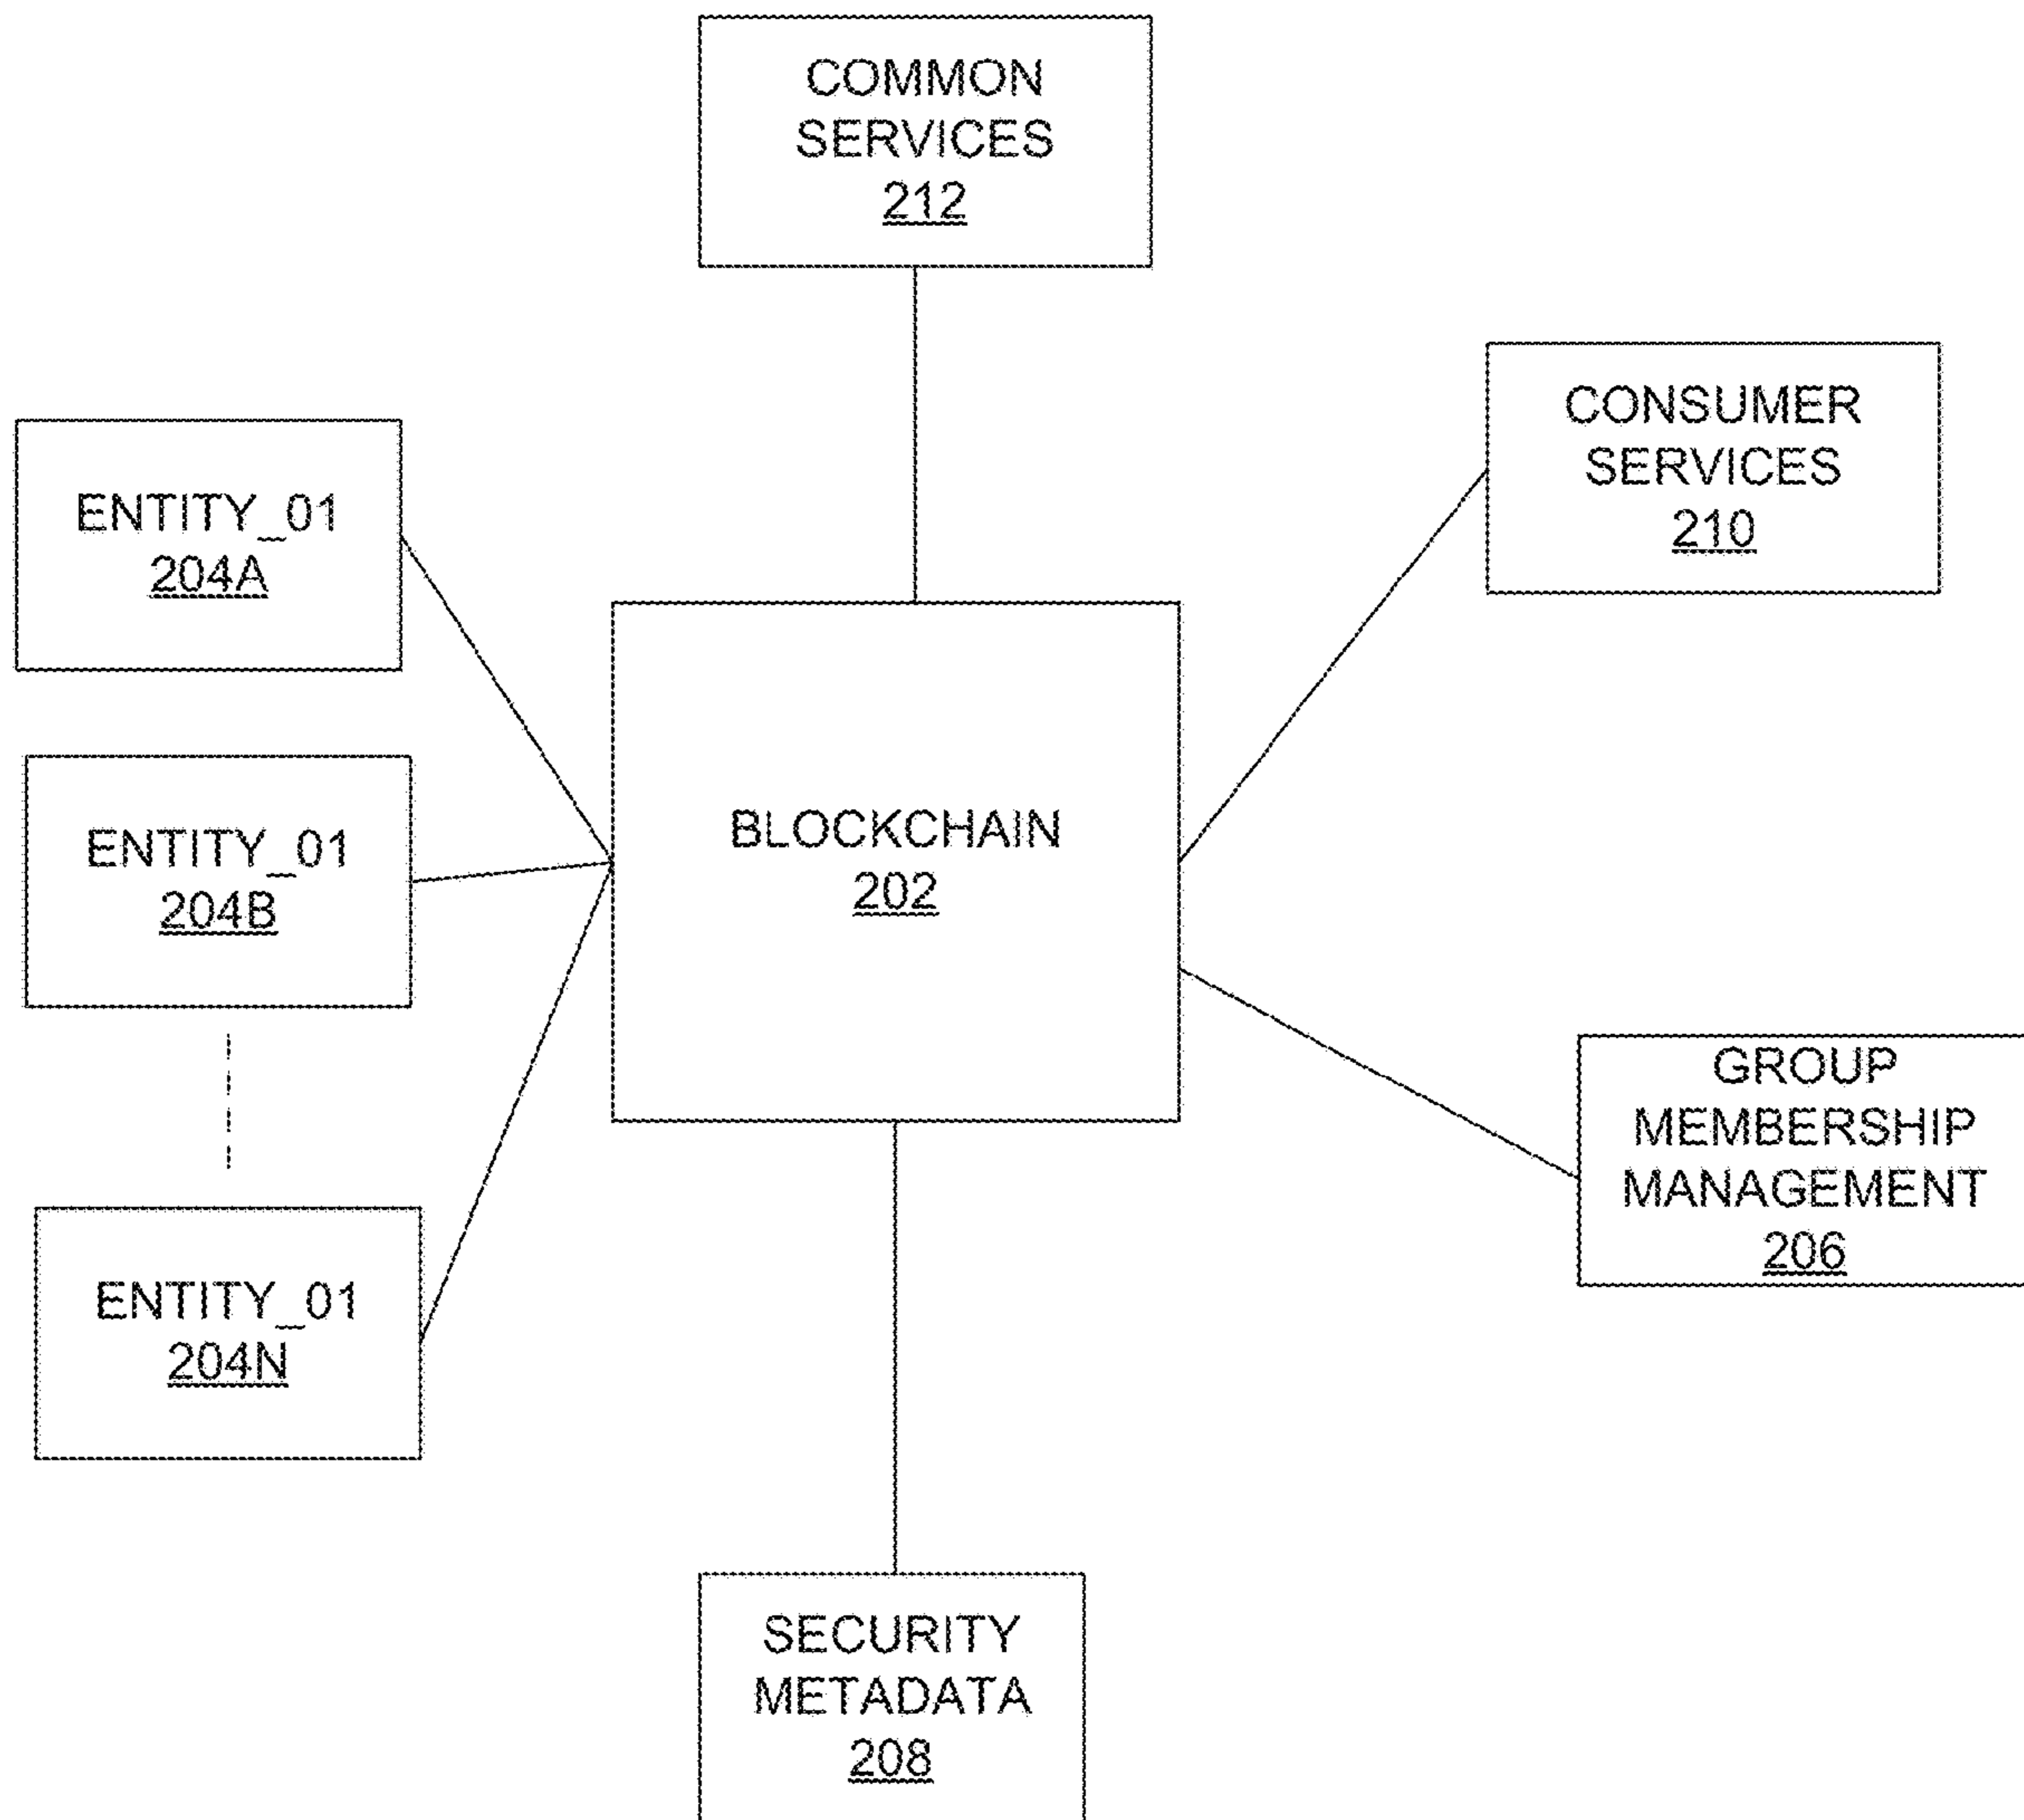 COMMON
SERVICES
212
CONSUMER
SERVICES
210
ENTITY_01
204A
BLOCKCHAIN
202
ENTITY_01
204B
GROUP
MEMBERSHIP
MANAGEMENT
206
ENTITY_01
204N
SECURITY
METADATA
208